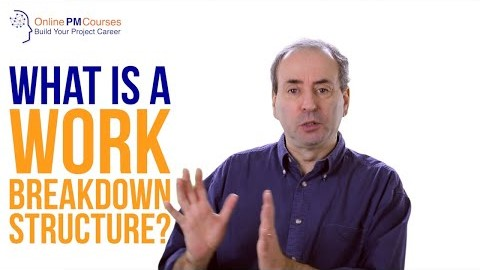 Online PM Courses
Build Your Project Career
WHAT IS A
WORK
BREAKDOWN
STRUCTURE?